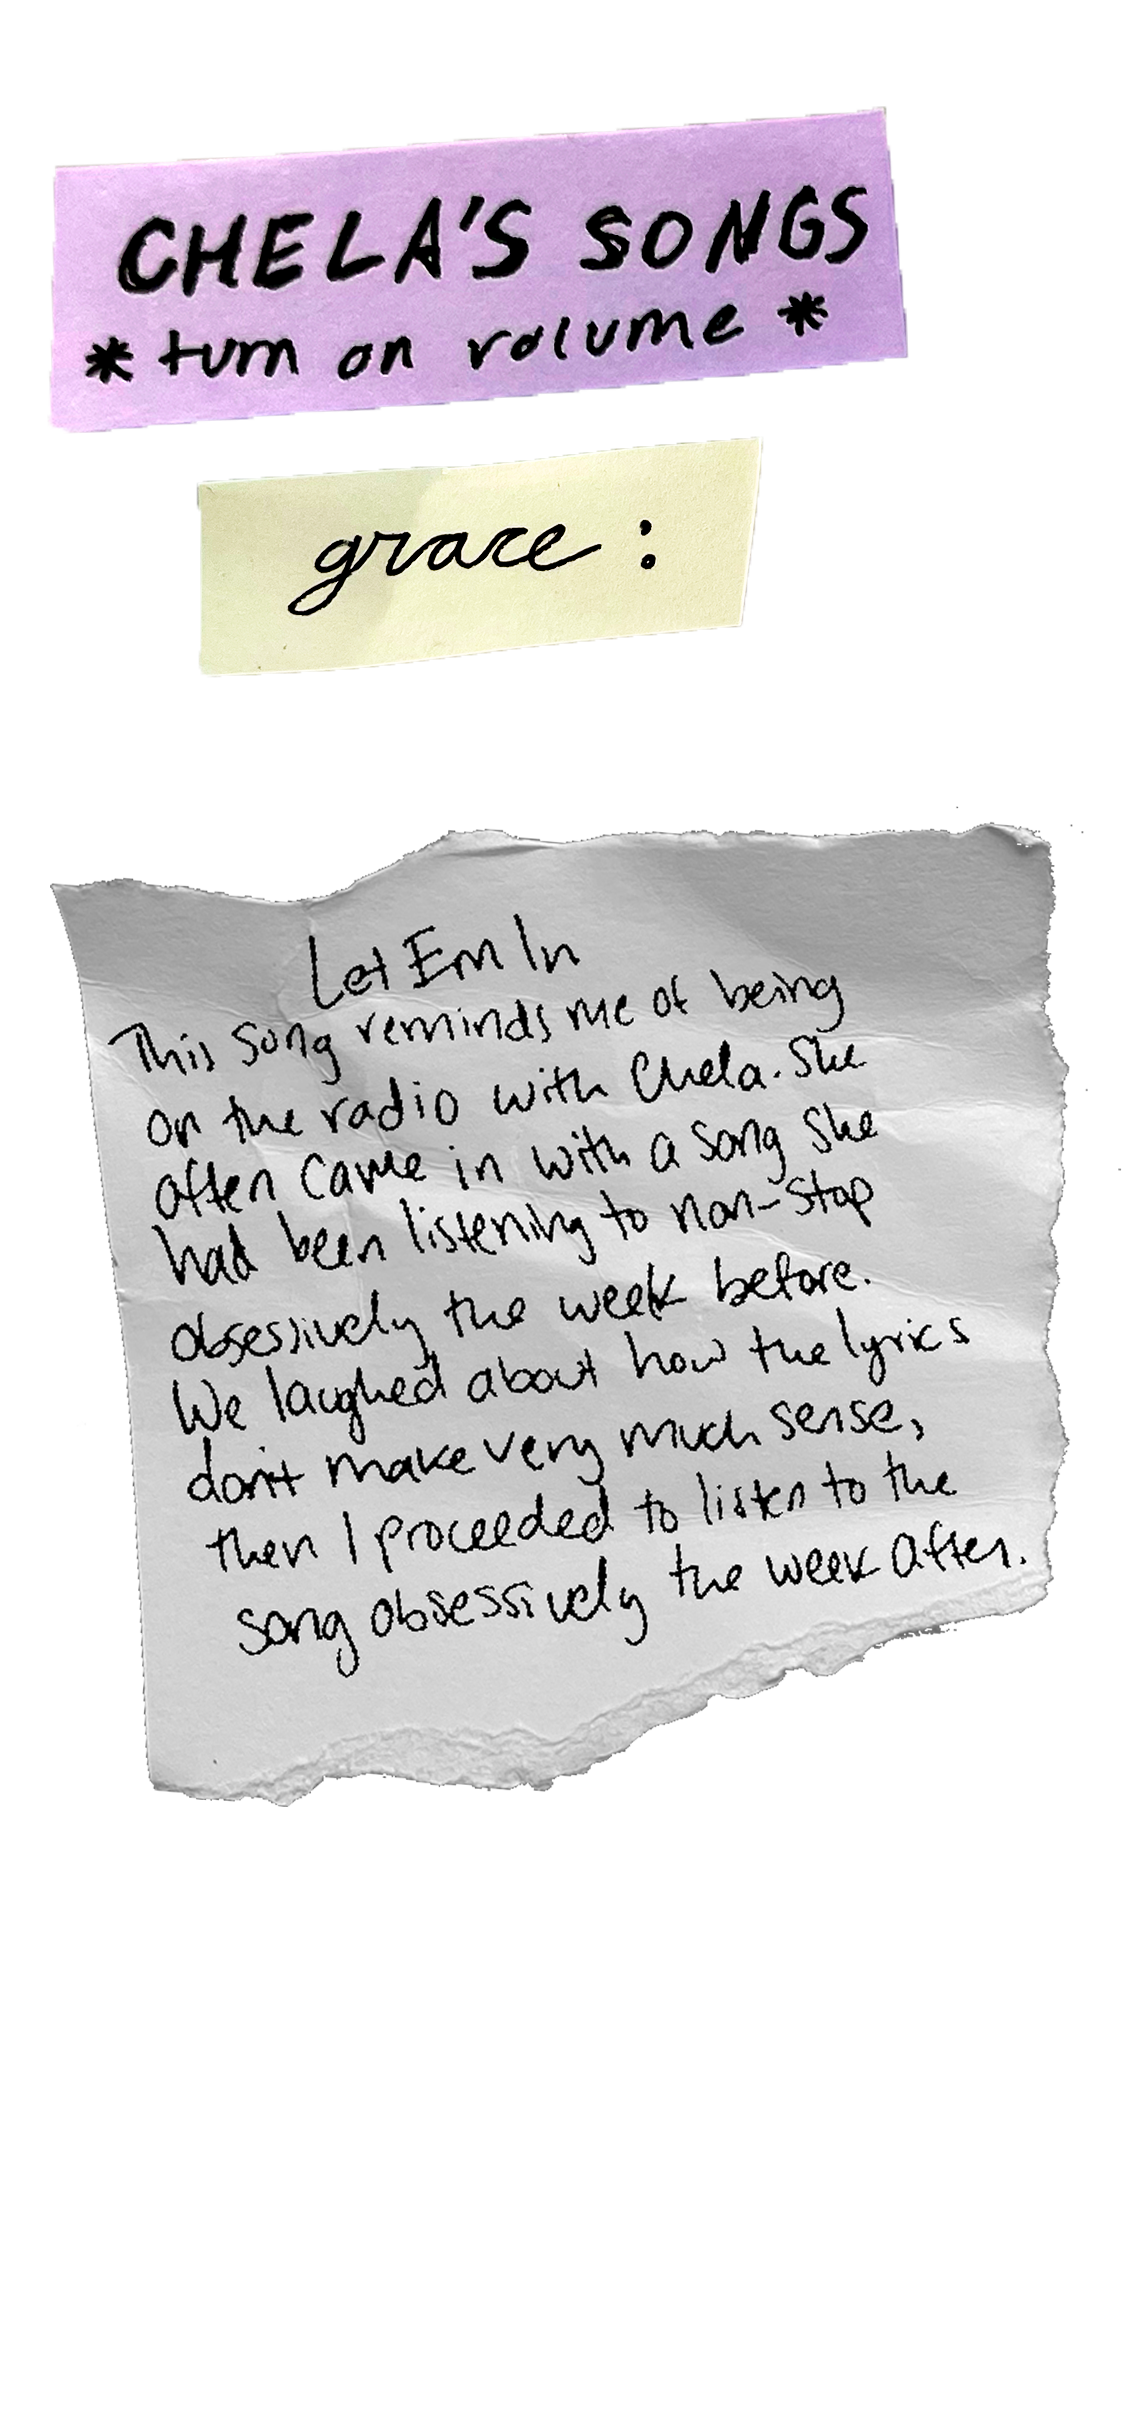 CHELA'S SONGS
* turn on volume *
grace :
Let Em In
This song reminds me of being
on the radio with Chela. She
often came in with a song she
had been listening to non-stop
obsessively the week before.
We laughed about how the lyrics
don't make very much sense,
then I proceeded to listen to the
song obsessively the week after.